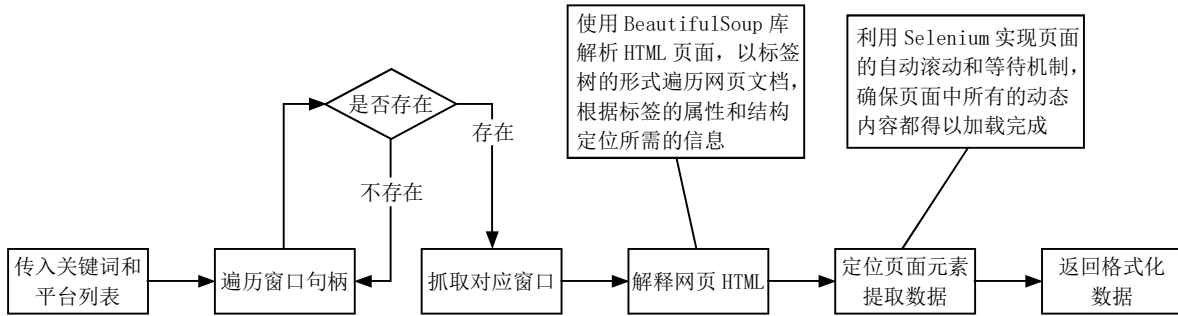 使用 BeautifulSoup 库
解析 HTML 页面，以标签
树的形式遍历网页文档，
根据标签的属性和结构
定位所需的信息
利用 Selenium 实现页面
的自动滚动和等待机制，
确保页面中所有的动态
内容都得以加载完成
是否存在
存在
不存在
传入关键词和
平台列表
遍历窗口句柄
抓取对应窗口
解释网页 HTML
定位页面元素
提取数据
返回格式化
数据